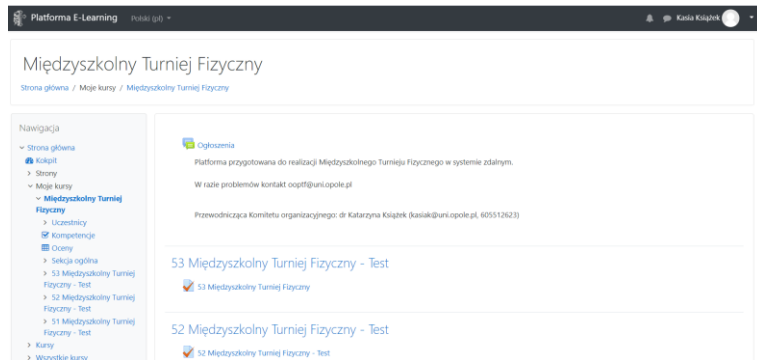 Platforma E-Learning Polski (pl)
Kasia Książek
Międzyszkolny Turniej Fizyczny
Strona główna / Moje kursy / Międzyszkolny Turniej Fizyczny
Nawigacja
Strona główna
Kokpit
Strony
Moje kursy
Międzyszkolny Turniej
Fizyczny
Uczestnicy
Kompetencje
Oceny
Sekcja ogólna
53 Międzyszkolny Turniej
Fizyczny - Test
52 Międzyszkolny Turniej
Fizyczny - Test
51 Międzyszkolny Turniej
Fizyczny - Test
Kursy
Wszystkie kursy
Ogłoszenia
Platforma przygotowana do realizacji Międzyszkolnego Turnieju Fizycznego w systemie zdalnym.
W razie problemów kontakt ooptf@uni.opole.pl
Przewodnicząca Komitetu organizacyjnego: dr Katarzyna Książek (kasiak@uni.opole.pl, 605512623)
53 Międzyszkolny Turniej Fizyczny - Test
53 Międzyszkolny Turniej Fizyczny
52 Międzyszkolny Turniej Fizyczny - Test
52 Międzyszkolny Turniej Fizyczny - Test